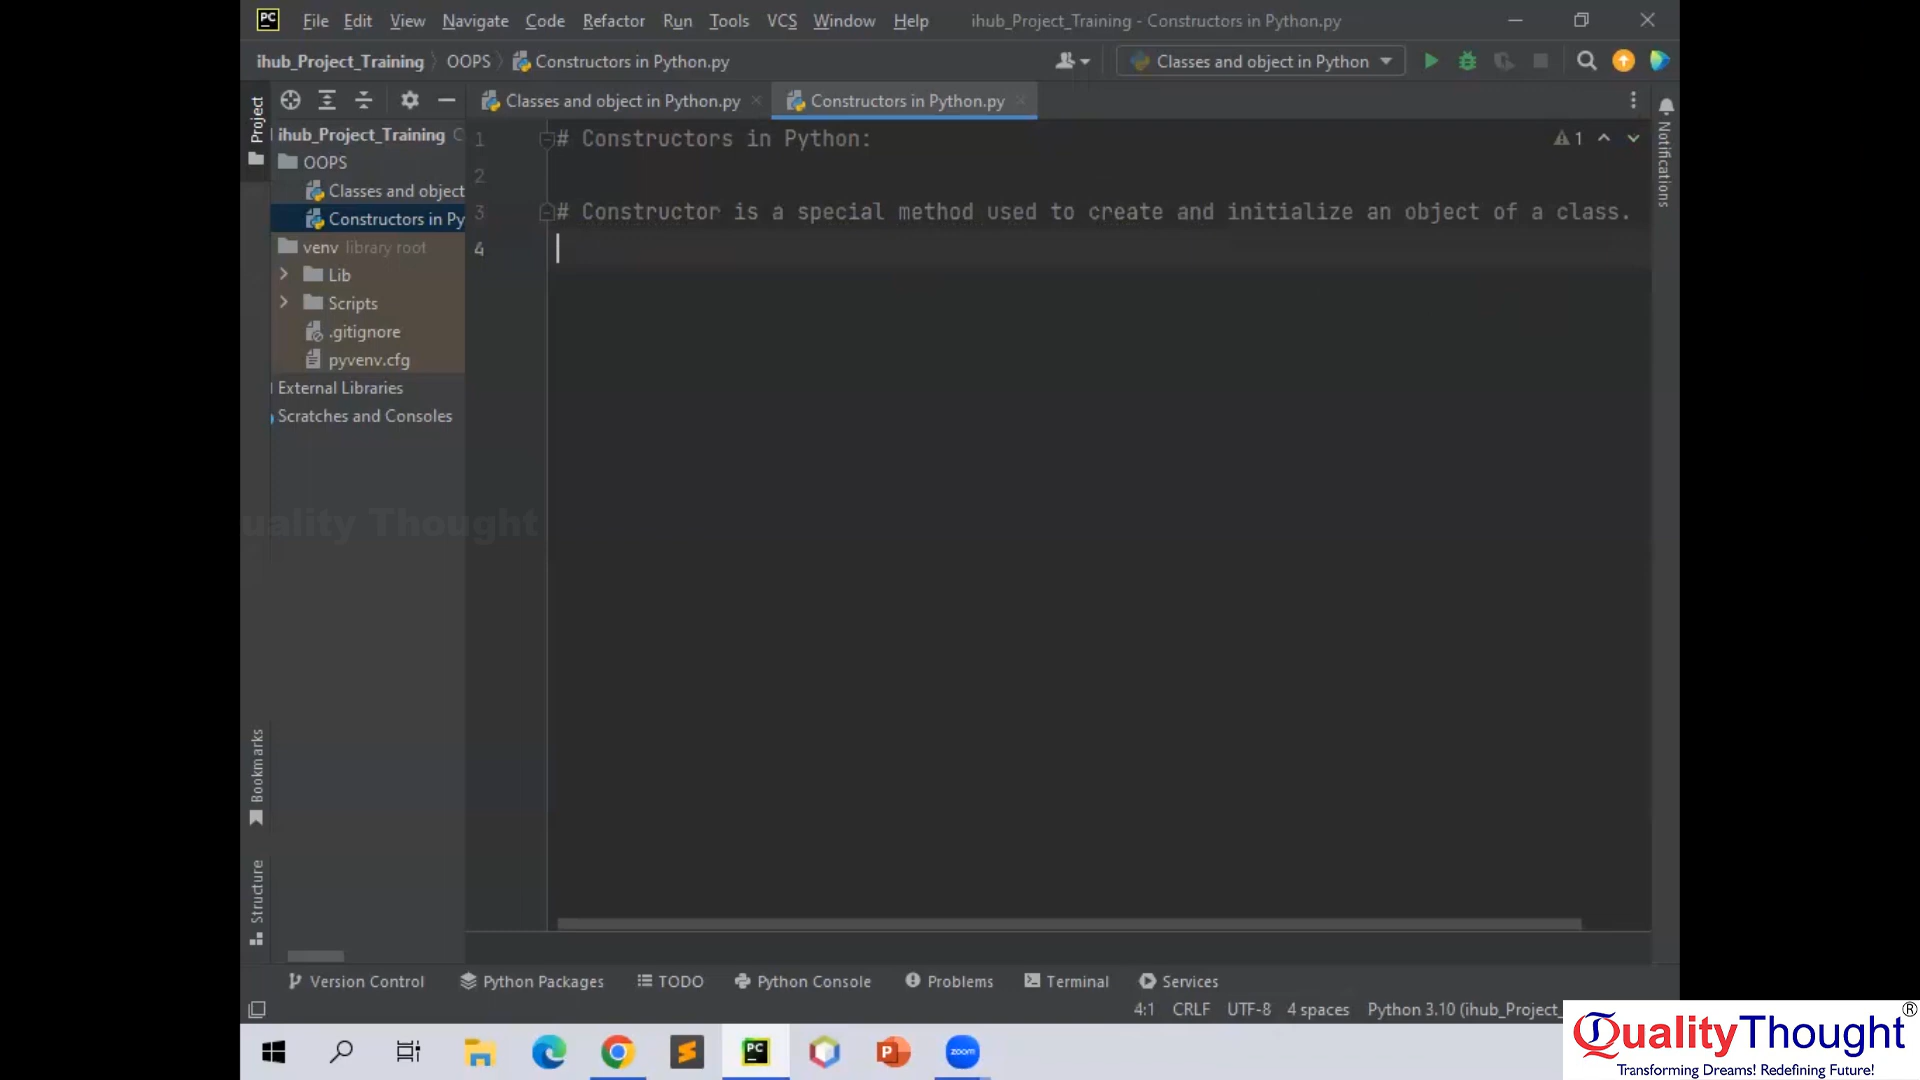 PC File Edit View Navigate Code Refactor Run Tools VCS Window Help ihub_Project_Training - Constructors in Python.py
ihub_Project_Training OOPS Constructors in Python.py Classes and object in Python
Project
Classes and object in Python.py Constructors in Python.py
ihub_Project_Training C
OOPS
Classes and object
Constructors in Py
venv library root
Lib
Scripts
.gitignore
pyvenv.cfg
External Libraries
Scratches and Consoles
1 # Constructors in Python:
2
3 # Constructor is a special method used to create and initialize an object of a class.
4
1
Notifications
uality Thought
Bookmarks
Structure
Version Control Python Packages TODO Python Console Problems Terminal Services
4:1 CRLF UTF-8 4 spaces Python 3.10 (ihub_Project_
PC P zoom
QualityThought®
Transforming Dreams! Redefining Future!